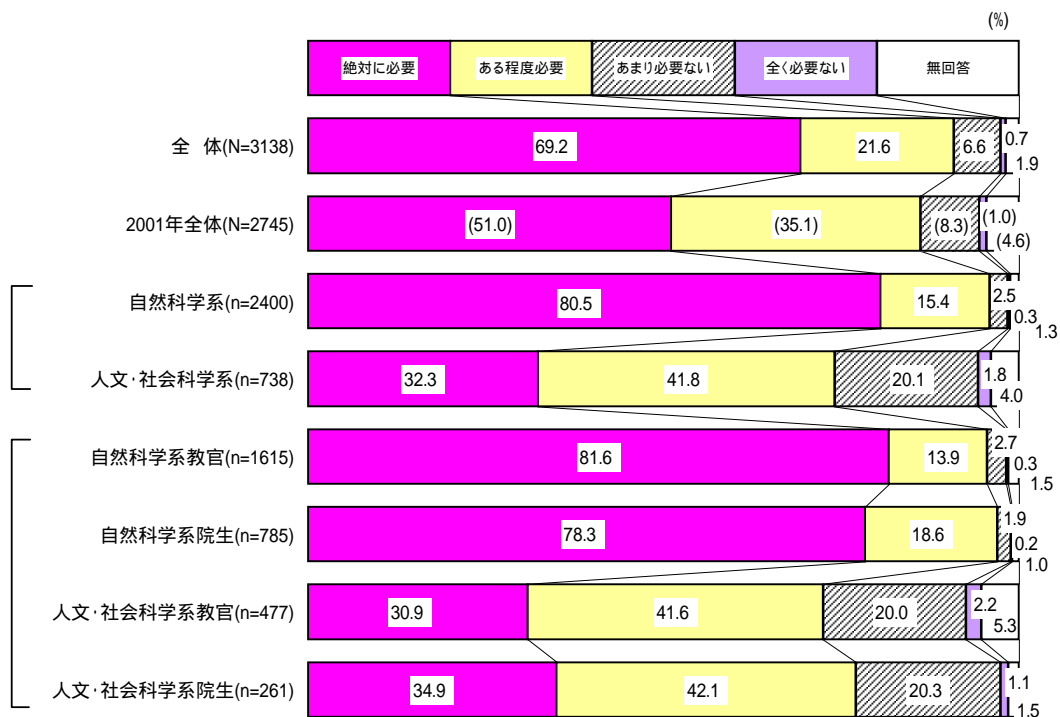 (%)
絶対に必要 ある程度必要 あまり必要ない 全く必要ない 無回答
全 体(N=3138) 69.2 21.6 6.6 0.7 1.9
2001年全体(N=2745) (51.0) (35.1) (8.3) (1.0) (4.6)
自然科学系(n=2400) 80.5 15.4 2.5 0.3 1.3
人文・社会科学系(n=738) 32.3 41.8 20.1 1.8 4.0
自然科学系教官(n=1615) 81.6 13.9 2.7 0.3 1.5
自然科学系院生(n=785) 78.3 18.6 1.9 0.2 1.0
人文・社会科学系教官(n=477) 30.9 41.6 20.0 2.2 5.3
人文・社会科学系院生(n=261) 34.9 42.1 20.3 1.1 1.5